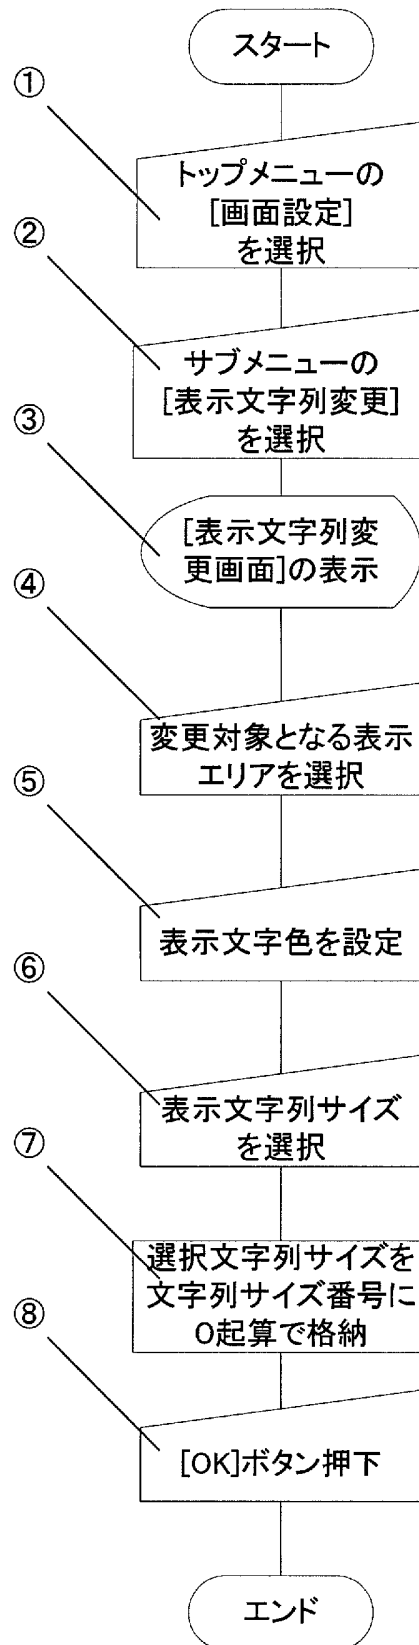 スタート
①
トップメニューの
[画面設定]
を選択
②
サブメニューの
[表示文字列変更]
を選択
③
[表示文字列変
更画面]の表示
④
変更対象となる表示
エリアを選択
⑤
表示文字色を設定
⑥
表示文字列サイズ
を選択
⑦
選択文字列サイズを
文字列サイズ番号に
0起算で格納
⑧
[OK]ボタン押下
エンド